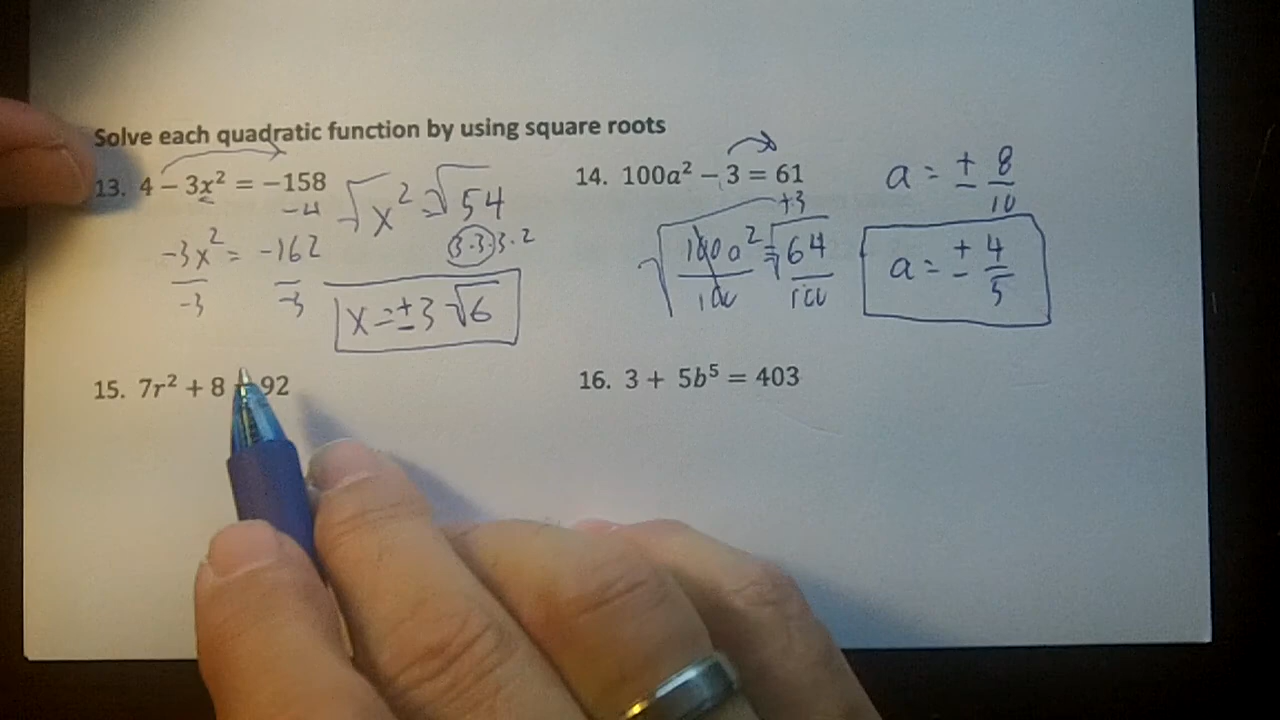 Solve each quadratic function by using square roots
13. 4 − 3x² = −158
−4
−3x² = −162
−3 −3
√x² = √54
3·3·3·2
x = ±3√6
14. 100a² − 3 = 61
+3
√100a²/100 = √64/100
a = ± 8/10
a = ± 4/5
15. 7r² + 8 = 92
16. 3 + 5b⁵ = 403